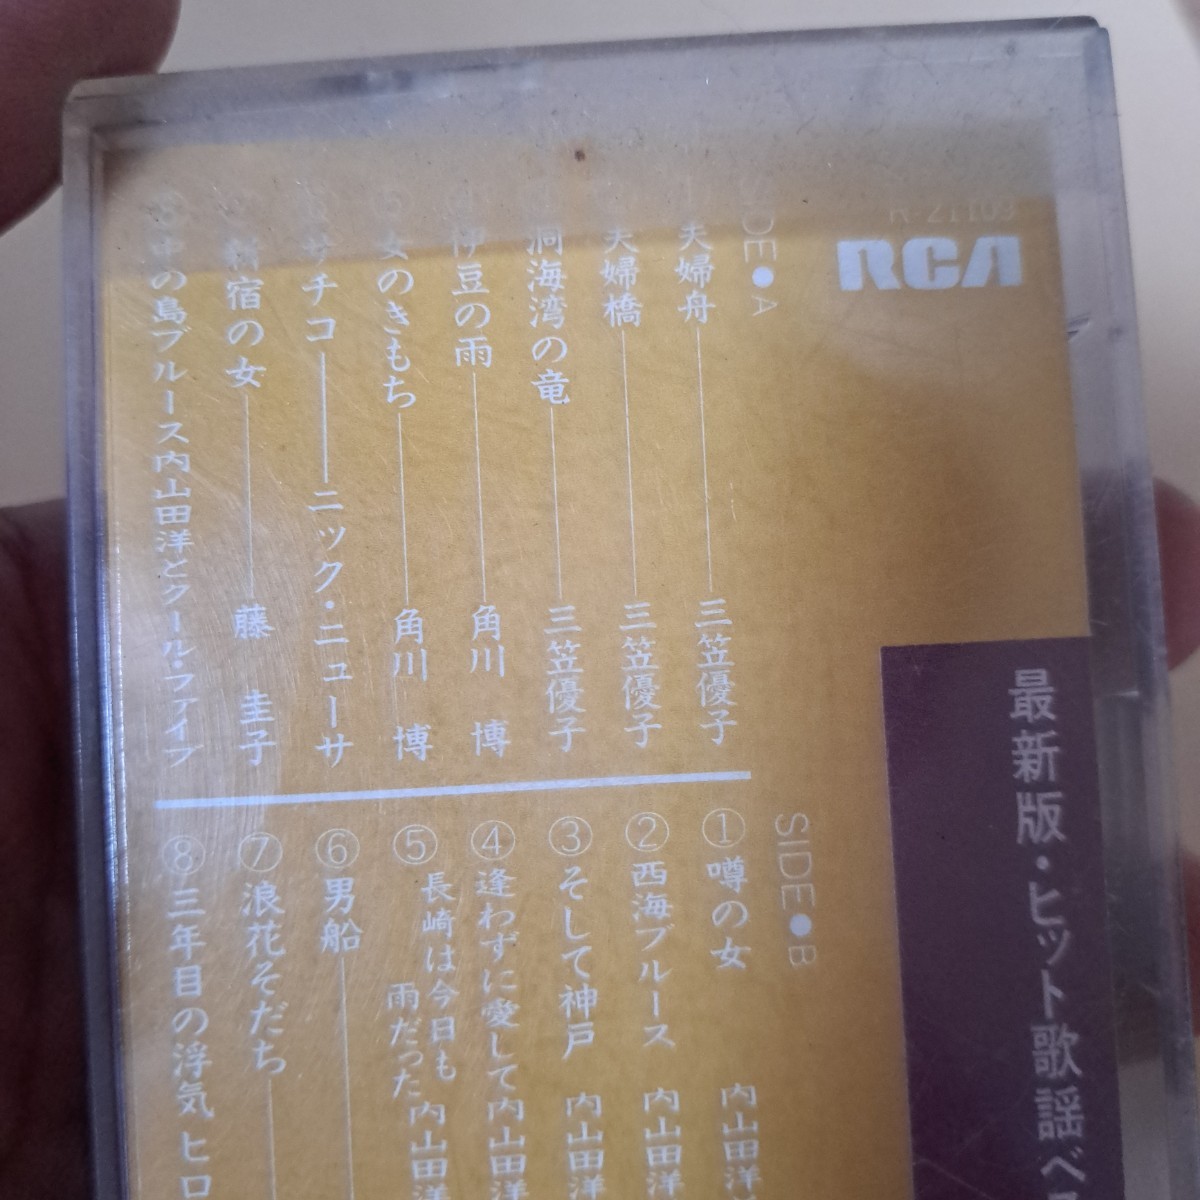 R-21109
RCA
最新版・ヒット歌謡ベ
SIDE●A
夫婦舟 三笠優子
夫婦橋 三笠優子
洞海湾の竜 三笠優子
伊豆の雨 角川 博
⑤女のきもち 角川 博
サチコ ニック・ニューサ
新宿の女 藤 圭子
中の島ブルース 内山田洋とクール・ファイブ
SIDE●B
①噂の女 内山田洋
②西海ブルース 内山田洋
③そして神戸 内山田洋
④逢わずに愛して 内山田洋
⑤長崎は今日も
雨だった 内山田洋
⑥男船
⑦浪花そだち
⑧三年目の浮気 ヒロ